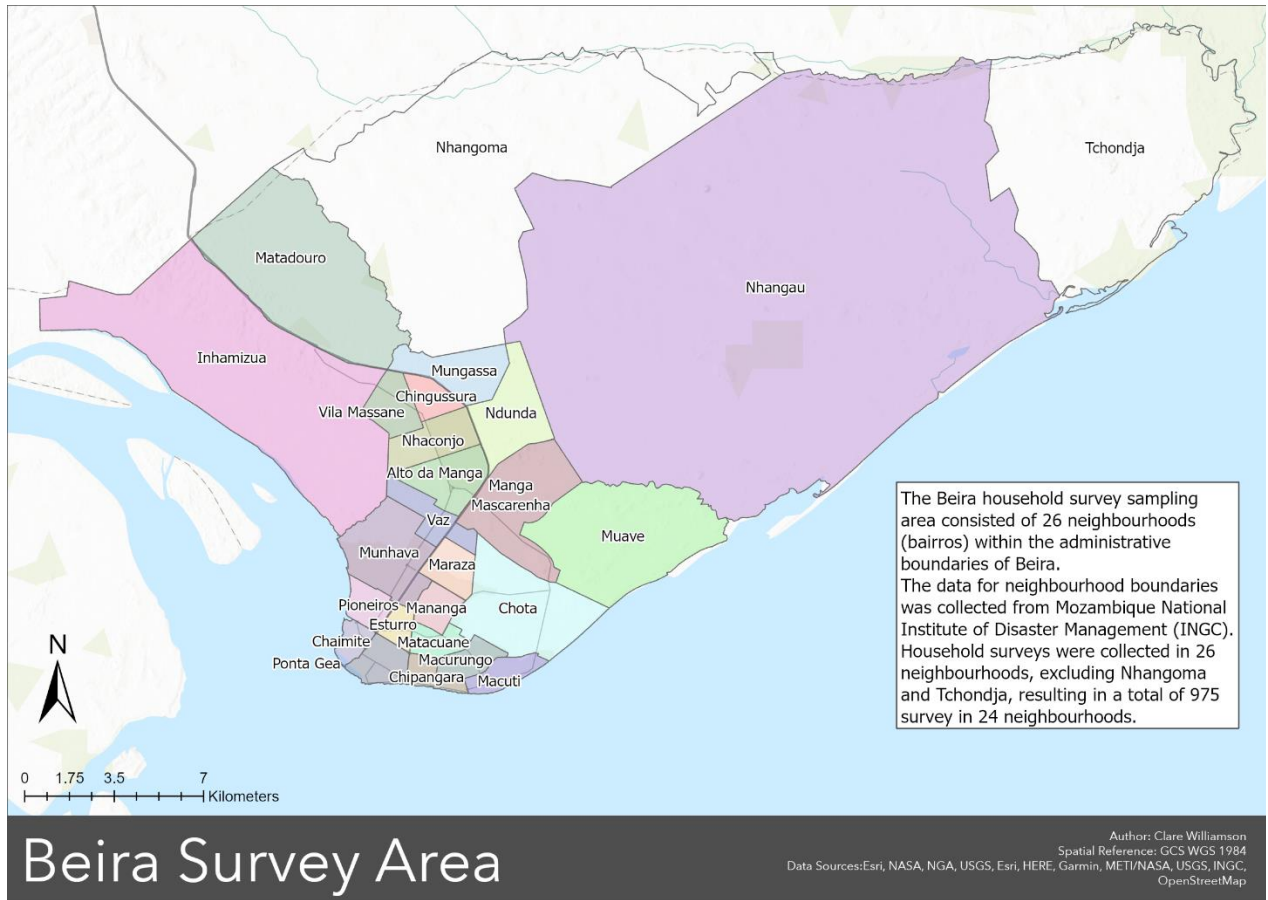 Nhangoma
Tchondja
Matadouro
Nhangau
Inhamizua
Mungassa
Chingussura
Vila Massane
Ndunda
Nhaconjo
Alto da Manga
Manga
Mascarenha
Vaz
Muave
Munhava
Maraza
Pioneiros
Mananga
Chota
Esturro
Chaimite
Matacuane
Ponta Gea
Macurungo
Chipangara
Macuti
The Beira household survey sampling
area consisted of 26 neighbourhoods
(bairros) within the administrative
boundaries of Beira.
The data for neighbourhood boundaries
was collected from Mozambique National
Institute of Disaster Management (INGC).
Household surveys were collected in 26
neighbourhoods, excluding Nhangoma
and Tchondja, resulting in a total of 975
survey in 24 neighbourhoods.
N
0 1.75 3.5 7
Kilometers
Beira Survey Area
Author: Clare Williamson
Spatial Reference: GCS WGS 1984
Data Sources:Esri, NASA, NGA, USGS, Esri, HERE, Garmin, METI/NASA, USGS, INGC,
OpenStreetMap